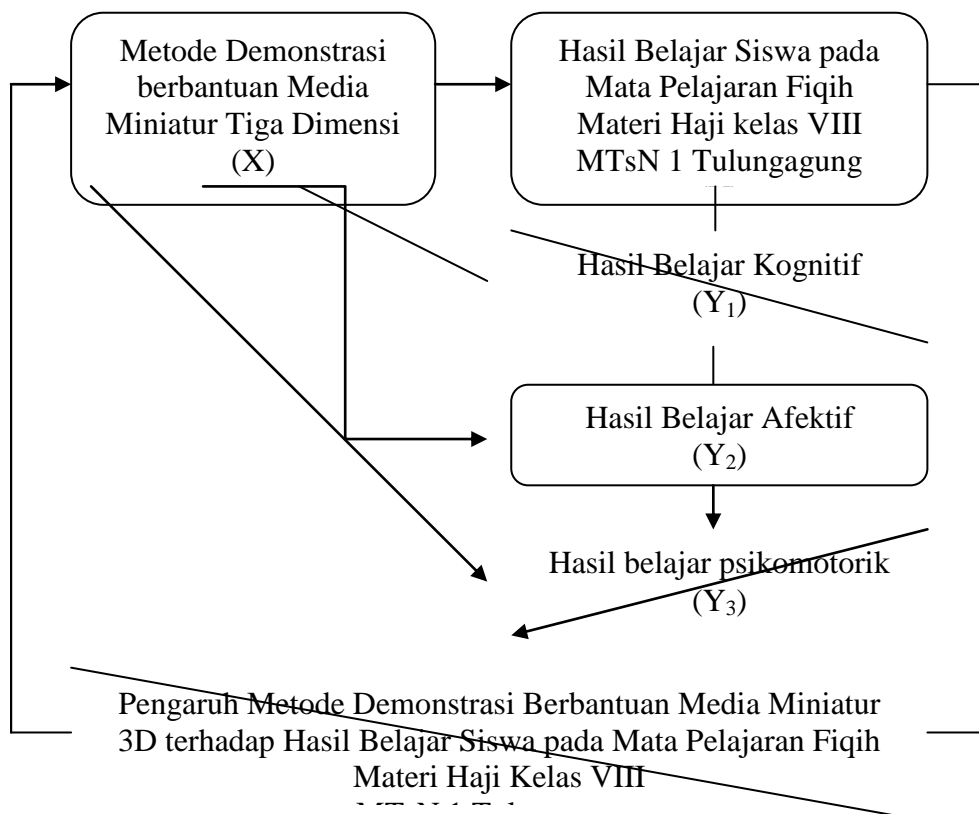 Metode Demonstrasi
berbantuan Media
Miniatur Tiga Dimensi
(X)
Hasil Belajar Siswa pada
Mata Pelajaran Fiqih
Materi Haji kelas VIII
MTsN 1 Tulungagung
Hasil Belajar Kognitif
(Y₁)
Hasil Belajar Afektif
(Y₂)
Hasil belajar psikomotorik
(Y₃)
Pengaruh Metode Demonstrasi Berbantuan Media Miniatur
3D terhadap Hasil Belajar Siswa pada Mata Pelajaran Fiqih
Materi Haji Kelas VIII